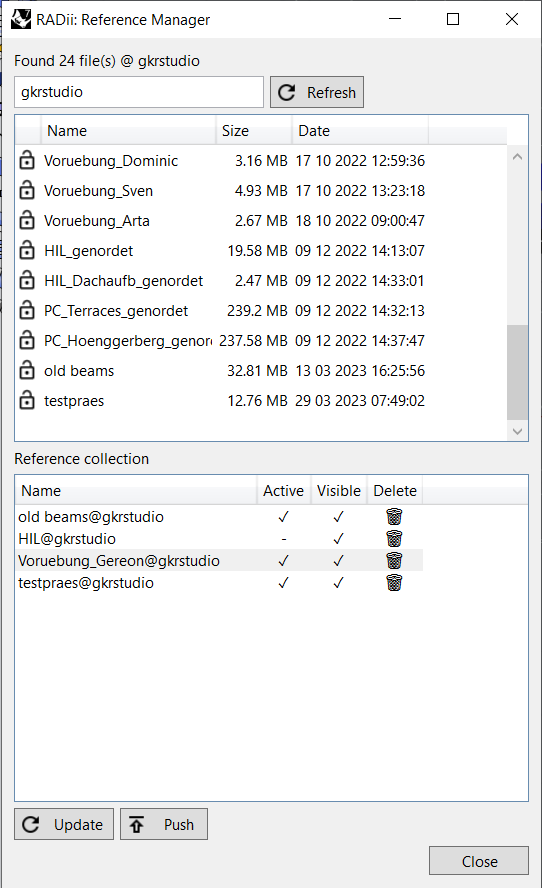 RADii: Reference Manager
Found 24 file(s) @ gkrstudio
gkrstudio Refresh
Name Size Date
Voruebung_Dominic 3.16 MB 17 10 2022 12:59:36
Voruebung_Sven 4.93 MB 17 10 2022 13:23:18
Voruebung_Arta 2.67 MB 18 10 2022 09:00:47
HIL_genordet 19.58 MB 09 12 2022 14:13:07
HIL_Dachaufb_genordet 2.47 MB 09 12 2022 14:33:01
PC_Terraces_genordet 239.2 MB 09 12 2022 14:32:13
PC_Hoenggerberg_genor 237.58 MB 09 12 2022 14:37:47
old beams 32.81 MB 13 03 2023 16:25:56
testpraes 12.76 MB 29 03 2023 07:49:02
Reference collection
Name Active Visible Delete
old beams@gkrstudio ✓ ✓
HIL@gkrstudio - ✓
Voruebung_Gereon@gkrstudio ✓ ✓
testpraes@gkrstudio ✓ ✓
Update Push
Close